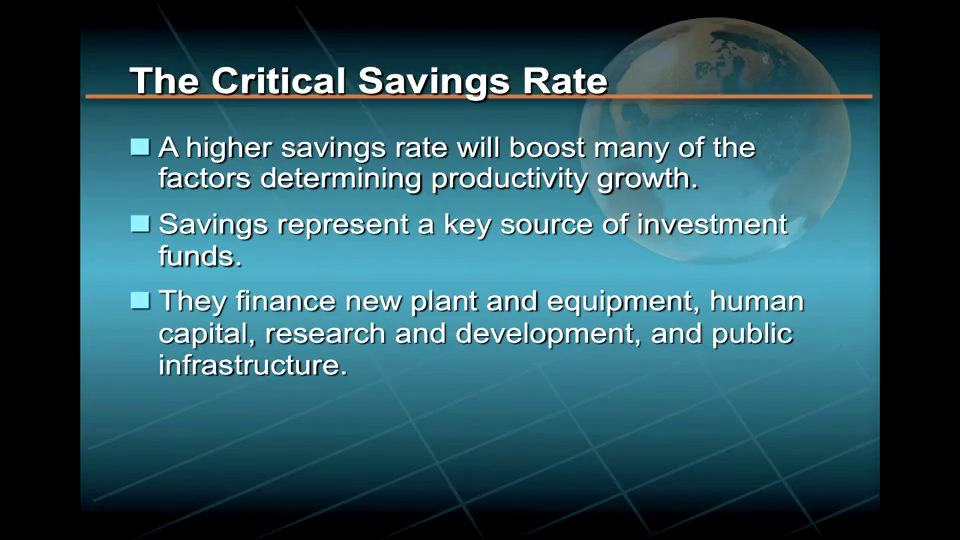 The Critical Savings Rate
A higher savings rate will boost many of the
factors determining productivity growth.
Savings represent a key source of investment
funds.
They finance new plant and equipment, human
capital, research and development, and public
infrastructure.